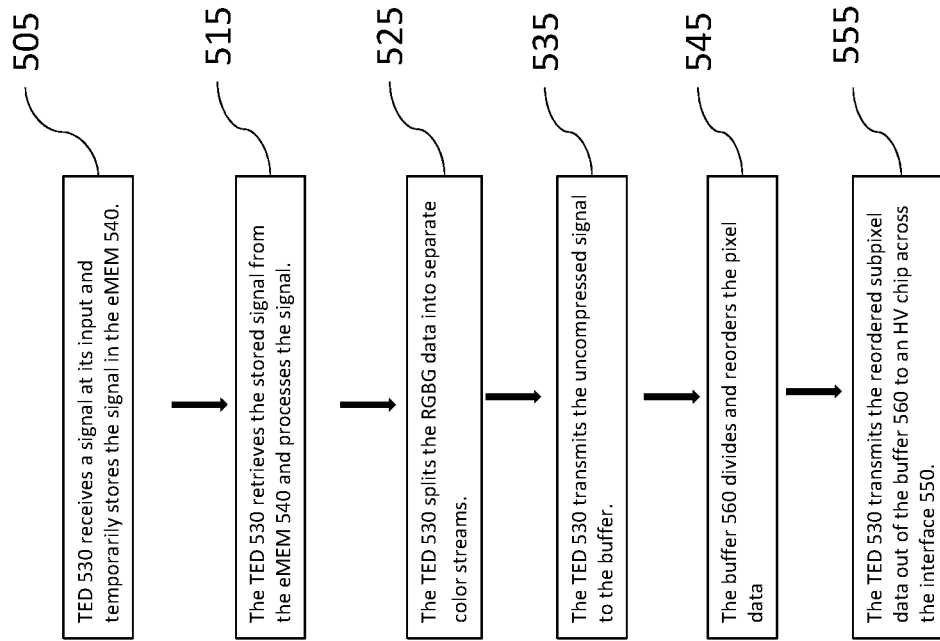 505
TED 530 receives a signal at its input and
temporarily stores the signal in the eMEM 540.
515
The TED 530 retrieves the stored signal from
the eMEM 540 and processes the signal.
525
The TED 530 splits the RGBG data into separate
color streams.
535
The TED 530 transmits the uncompressed signal
to the buffer.
545
The buffer 560 divides and reorders the pixel
data
555
The TED 530 transmits the reordered subpixel
data out of the buffer 560 to an HV chip across
the interface 550.